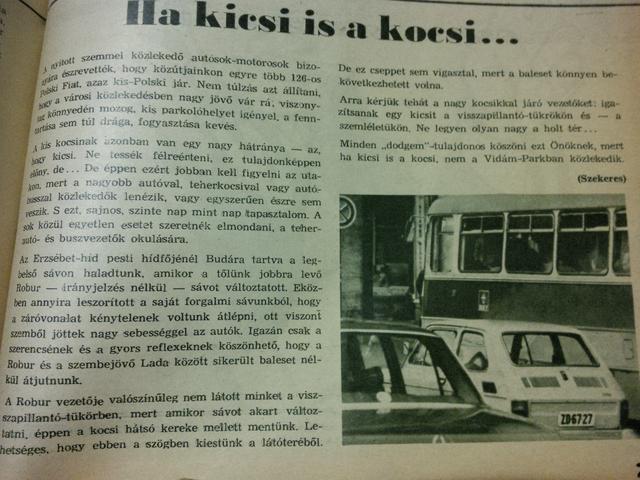 Ha kicsi is a kocsi...
A nyitott szemmel közlekedő autósok-motorosok bizo-
nyára észrevették, hogy közútjainkon egyre több 126-os
Polski Fiat, azaz kis-Polski jár. Nem túlzás azt állítani,
hogy a városi közlekedésben nagy jövő vár rá, viszony-
lag könnyedén mozog, kis parkolóhelyet igényel, a fenn-
tartása sem túl drága, fogyasztása kevés.
A kis kocsinak azonban van egy nagy hátránya — az,
hogy kicsi. Ne tessék félreérteni, ez tulajdonképpen
előny, de... De éppen ezért jobban kell figyelni az uta-
kon, mert a nagyobb autóval, teherkocsival vagy autó-
busszal közlekedők lenézik, vagy egyszerűen észre sem
veszik. S ezt, sajnos, szinte nap mint nap tapasztalom. A
sok közül egyetlen esetet szeretnék elmondani, a teher-
autó- és buszvezetők okulására.
Az Erzsébet-híd pesti hídfőjénél Budára tartva a leg-
belső sávon haladtunk, amikor a tőlünk jobbra levő
Robur — irányjelzés nélkül — sávot változtatott. Eköz-
ben annyira leszorított a saját forgalmi sávunkból, hogy
a záróvonalat kénytelenek voltunk átlépni, ott viszont
szemből jöttek nagy sebességgel az autók. Igazán csak a
szerencsének és a gyors reflexeknek köszönhető, hogy a
Robur és a szembejövő Lada között sikerült baleset nél-
kül átjutnunk.
A Robur vezetője valószínűleg nem látott minket a visz-
szapillantó-tükörben, mert amikor sávot akart változ-
tatni, éppen a kocsi hátsó kereke mellett mentünk. Le-
hetséges, hogy ebben a szögben kiestünk a látóteréből.
De ez cseppet sem vigasztal, mert a baleset könnyen be-
következhetett volna.
Arra kérjük tehát a nagy kocsikkal járó vezetőket: iga-
zítsanak egy kicsit a visszapillantó-tükrökön és — a
szemléletükön. Ne legyen olyan nagy a holt tér...
Minden „dodgem"-tulajdonos köszöni ezt Önöknek, mert
ha kicsi is a kocsi, nem a Vidám-Parkban közlekedik.
(Szekeres)
ZD 67-27